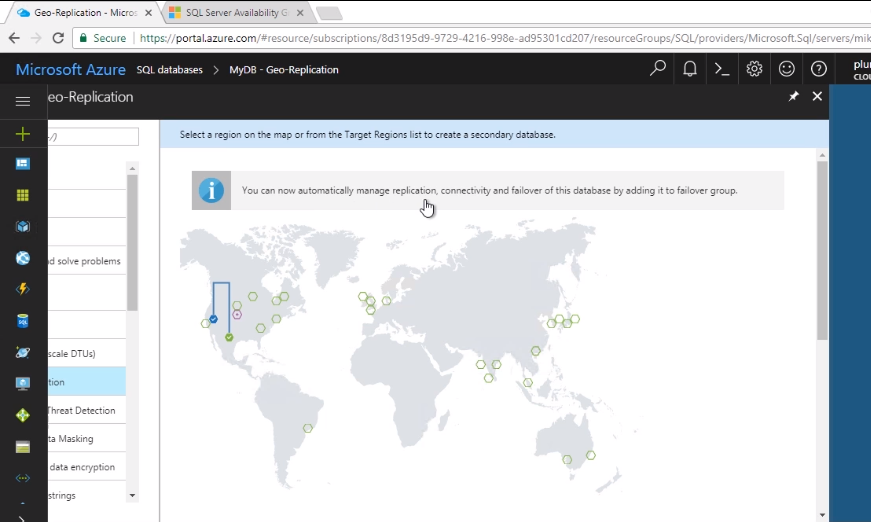 Geo-Replication - Micros
SQL Server Availability G
Secure
https://portal.azure.com/#resource/subscriptions/8d3195d9-9729-4216-998e-ad95301cd207/resourceGroups/SQL/providers/Microsoft.Sql/servers/mik
Microsoft Azure SQL databases > MyDB - Geo-Replication
plu
CLOU
eo-Replication
-/)
Select a region on the map or from the Target Regions list to create a secondary database.
You can now automatically manage replication, connectivity and failover of this database by adding it to failover group.
d solve problems
scale DTUs)
tion
Threat Detection
ta Masking
data encryption
strings